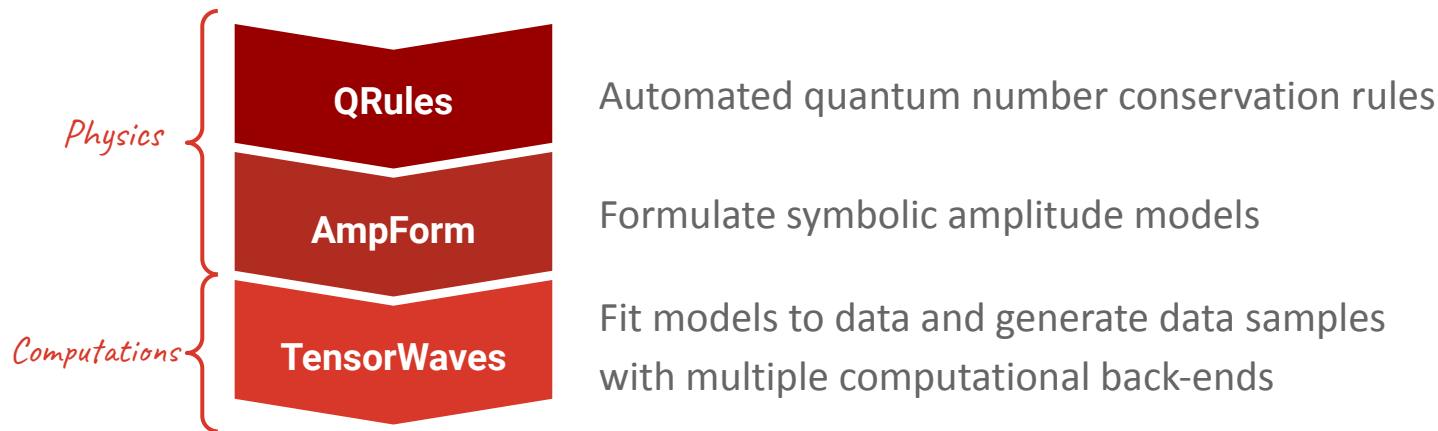 Physics
QRules
Automated quantum number conservation rules
AmpForm
Formulate symbolic amplitude models
Computations
TensorWaves
Fit models to data and generate data samples
with multiple computational back-ends